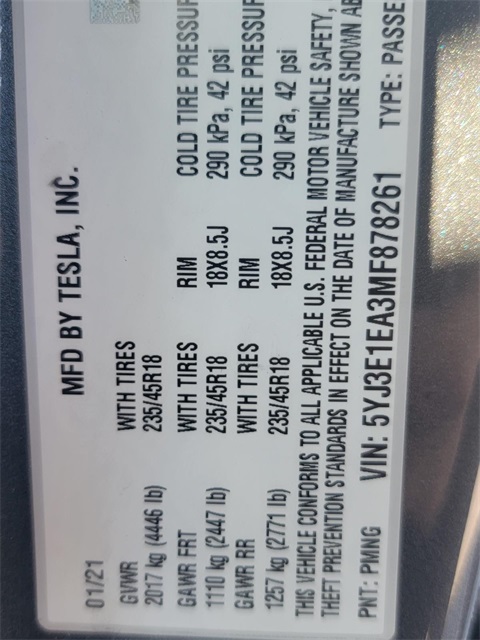 MFD BY TESLA, INC.
01/21
GVWR WITH TIRES
2017 kg (4446 lb) 235/45R18
GAWR FRT WITH TIRES RIM COLD TIRE PRESSUR
1110 kg (2447 lb) 235/45R18 18X8.5J 290 kPa, 42 psi
GAWR RR WITH TIRES RIM COLD TIRE PRESSUR
1257 kg (2771 lb) 235/45R18 18X8.5J 290 kPa, 42 psi
THIS VEHICLE CONFORMS TO ALL APPLICABLE U.S. FEDERAL MOTOR VEHICLE SAFETY,
THEFT PREVENTION STANDARDS IN EFFECT ON THE DATE OF MANUFACTURE SHOWN AB
PNT: PMNG VIN: 5YJ3E1EA3MF878261 TYPE: PASSE